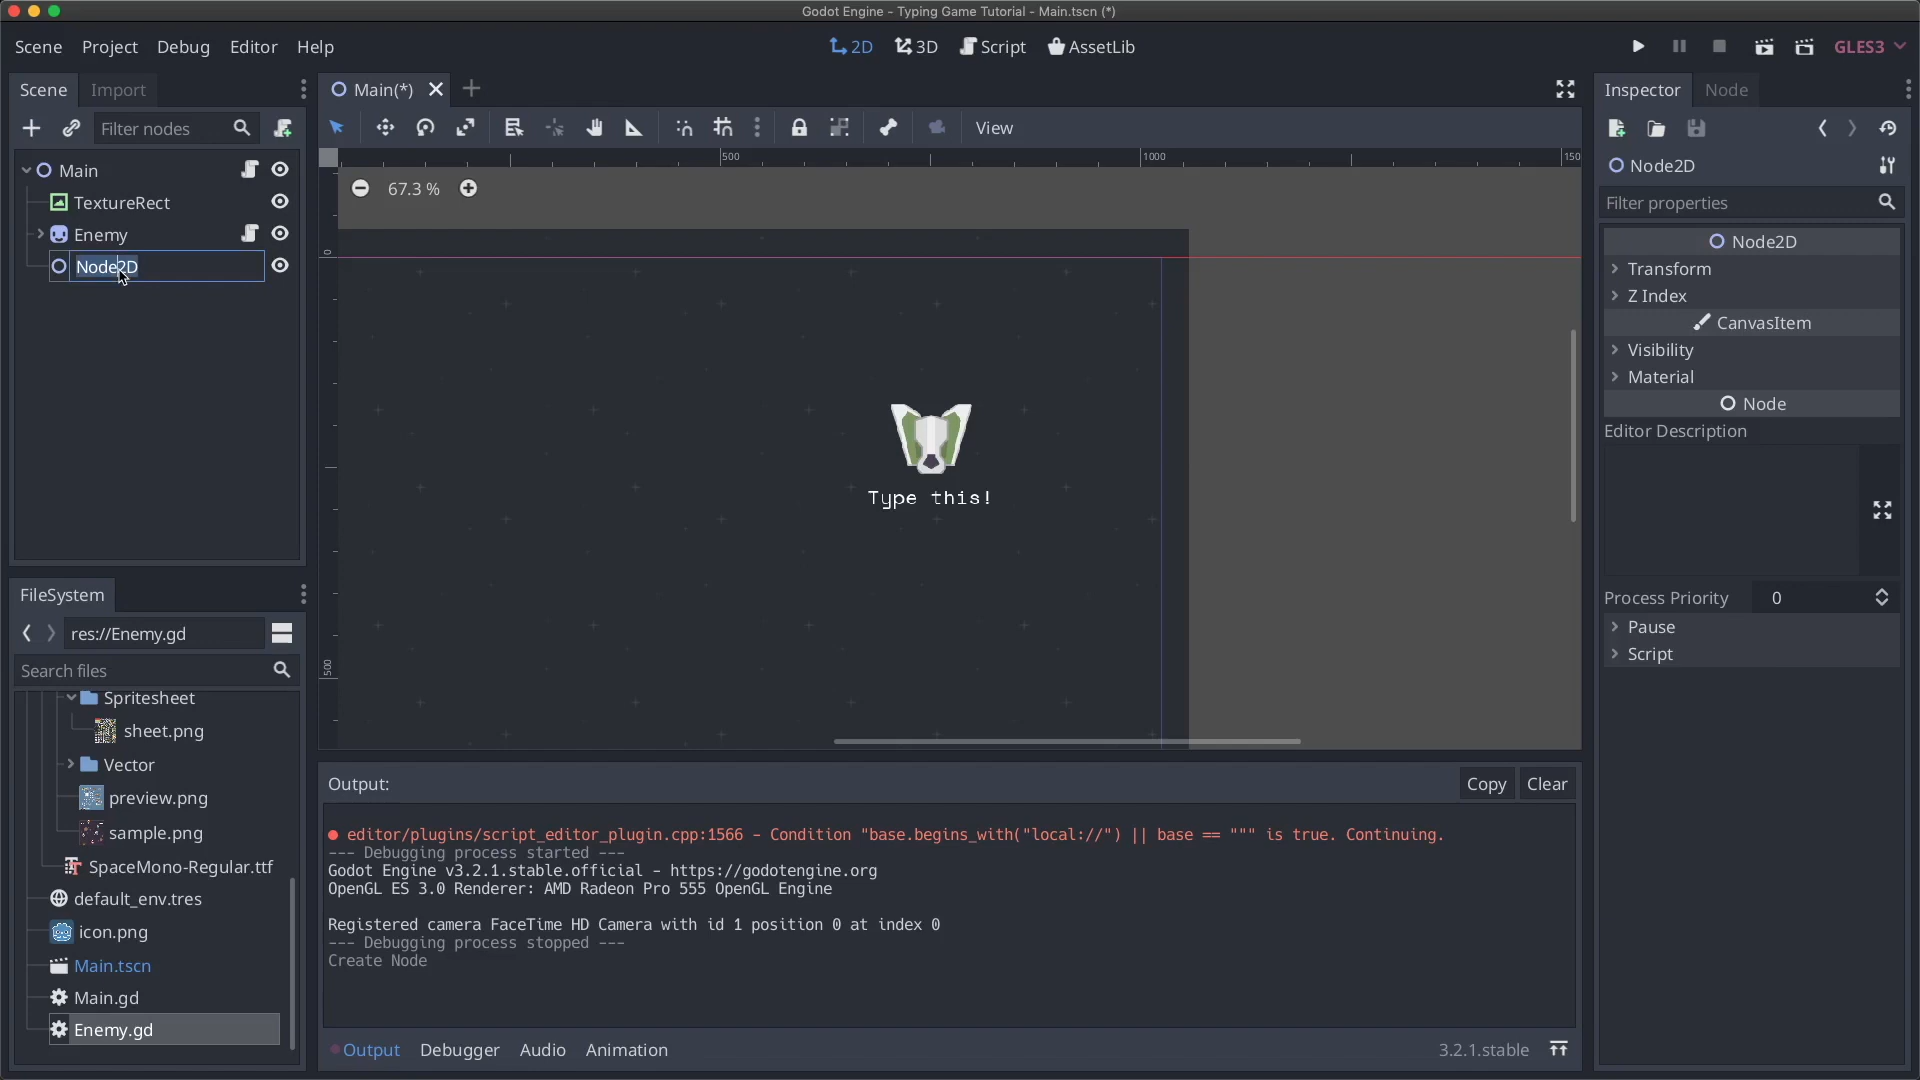 Godot Engine - Typing Game Tutorial - Main.tscn (*)
Scene Project Debug Editor Help
2D 3D Script AssetLib
GLES3
Scene Import
Main(*)
Inspector Node
Filter nodes
View
Main
TextureRect
Enemy
Node2D
500 1000 150
67.3 %
0
500
Type this!
Node2D
Filter properties
Node2D
Transform
Z Index
CanvasItem
Visibility
Material
Node
Editor Description
Process Priority 0
Pause
Script
FileSystem
res://Enemy.gd
Search files
Spritesheet
sheet.png
Vector
preview.png
sample.png
SpaceMono-Regular.ttf
default_env.tres
icon.png
Main.tscn
Main.gd
Enemy.gd
Output:
Copy Clear
editor/plugins/script_editor_plugin.cpp:1566 - Condition "base.begins_with("local://") || base == """ is true. Continuing.
--- Debugging process started ---
Godot Engine v3.2.1.stable.official - https://godotengine.org
OpenGL ES 3.0 Renderer: AMD Radeon Pro 555 OpenGL Engine
Registered camera FaceTime HD Camera with id 1 position 0 at index 0
--- Debugging process stopped ---
Create Node
Output Debugger Audio Animation
3.2.1.stable